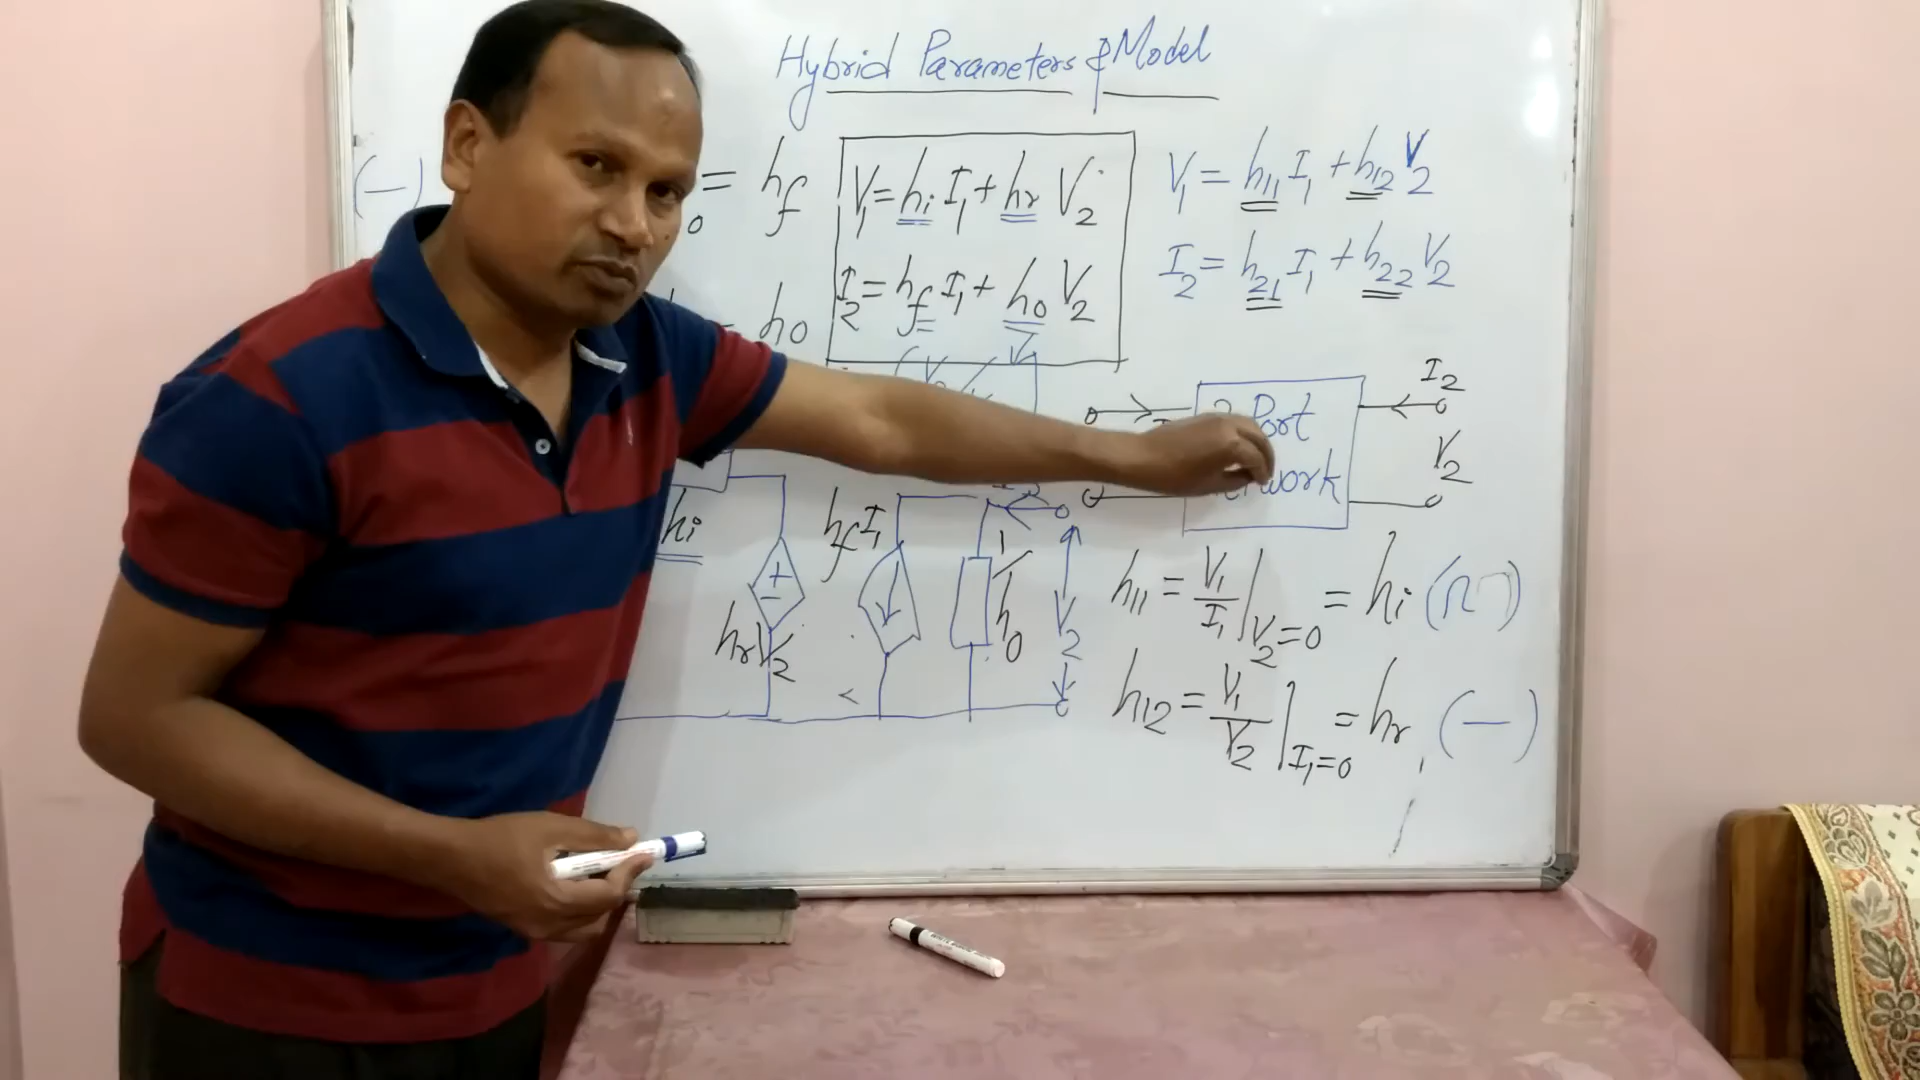 Hybrid Parameters & Model
(—)
= hf
0
V1 = hi I1 + hr V2
I2 = hf I1 + ho V2
V1 = h11 I1 + h12 V2
I2 = h21 I1 + h22 V2
ho
I2
V2
Port
hi
hf I1
+
−
hr V2
1/h0
V2
h11 = V1/I1 |V2=0 = hi (Ω)
h12 = V1/V2 |I1=0 = hr (—)